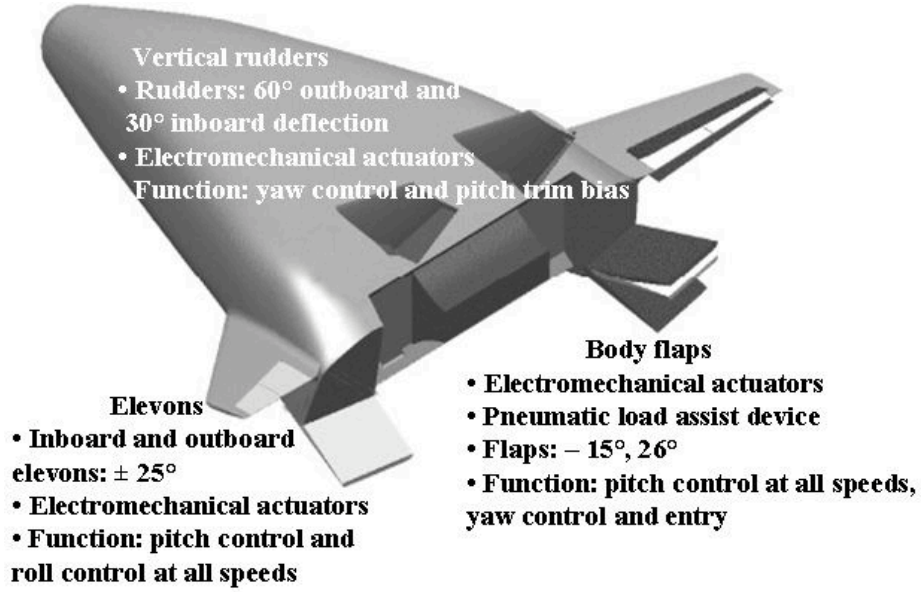 Vertical rudders
• Rudders: 60° outboard and
30° inboard deflection
• Electromechanical actuators
Function: yaw control and pitch trim bias
Elevons
• Inboard and outboard
elevons: ± 25°
• Electromechanical actuators
• Function: pitch control and
roll control at all speeds
Body flaps
• Electromechanical actuators
• Pneumatic load assist device
• Flaps: – 15°, 26°
• Function: pitch control at all speeds,
yaw control and entry